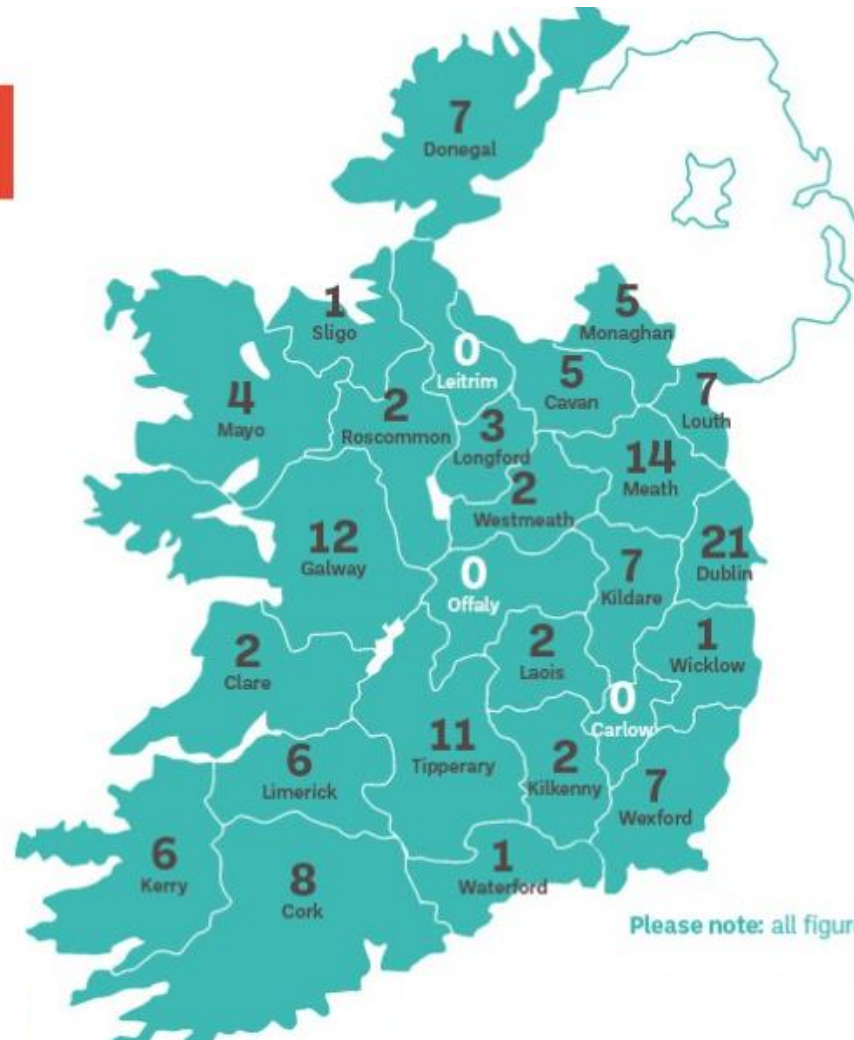 7
Donegal
1
Sligo
5
Monaghan
0
Leitrim
5
Cavan
7
Louth
4
Mayo
2
Roscommon
3
Longford
14
Meath
2
Westmeath
12
Galway
21
Dublin
0
Offaly
7
Kildare
2
Clare
2
Laois
1
Wicklow
0
Carlow
11
Tipperary
6
Limerick
2
Kilkenny
7
Wexford
6
Kerry
8
Cork
1
Waterford
Please note: all figur